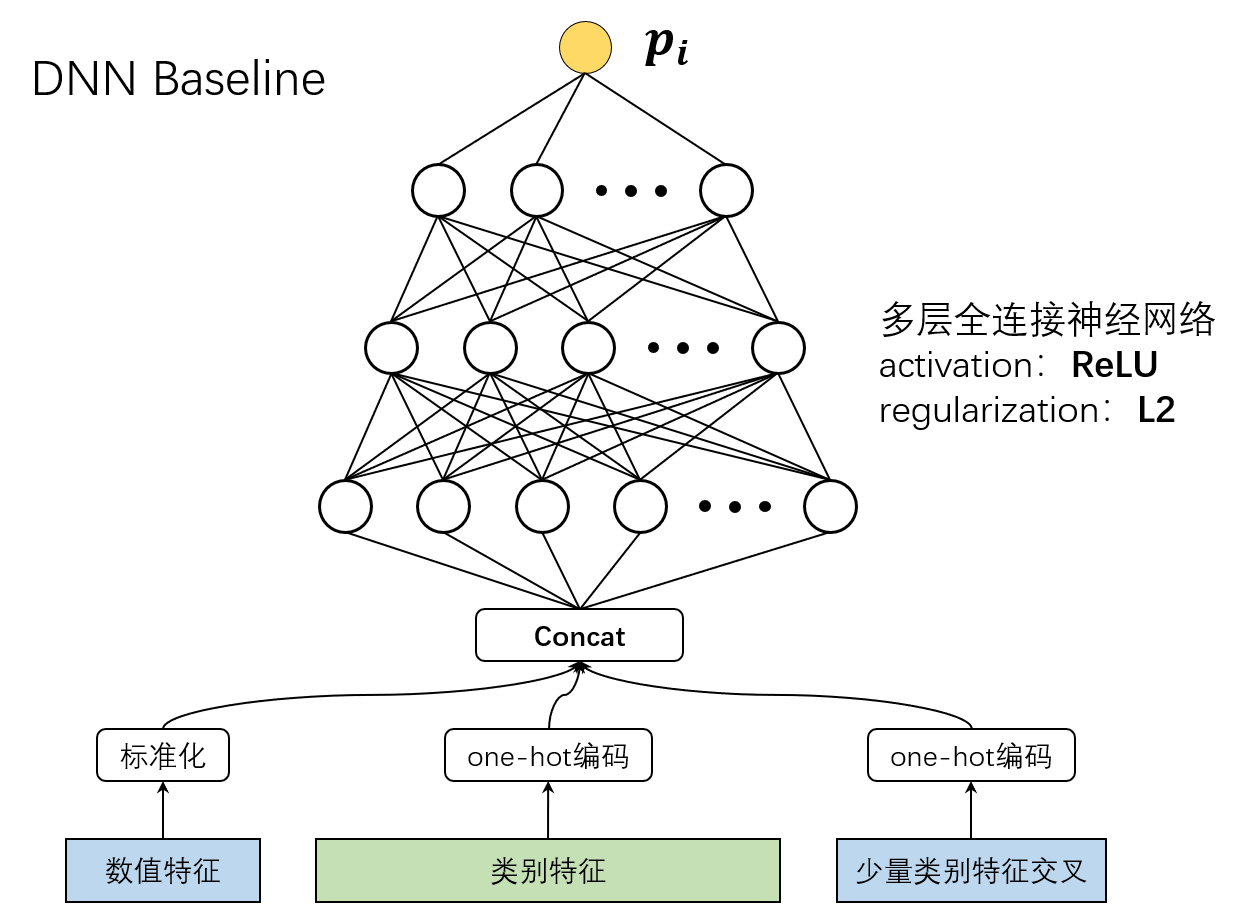 DNN Baseline
p_i
多层全连接神经网络
activation：ReLU
regularization：L2
Concat
标准化
one-hot编码
one-hot编码
数值特征
类别特征
少量类别特征交叉